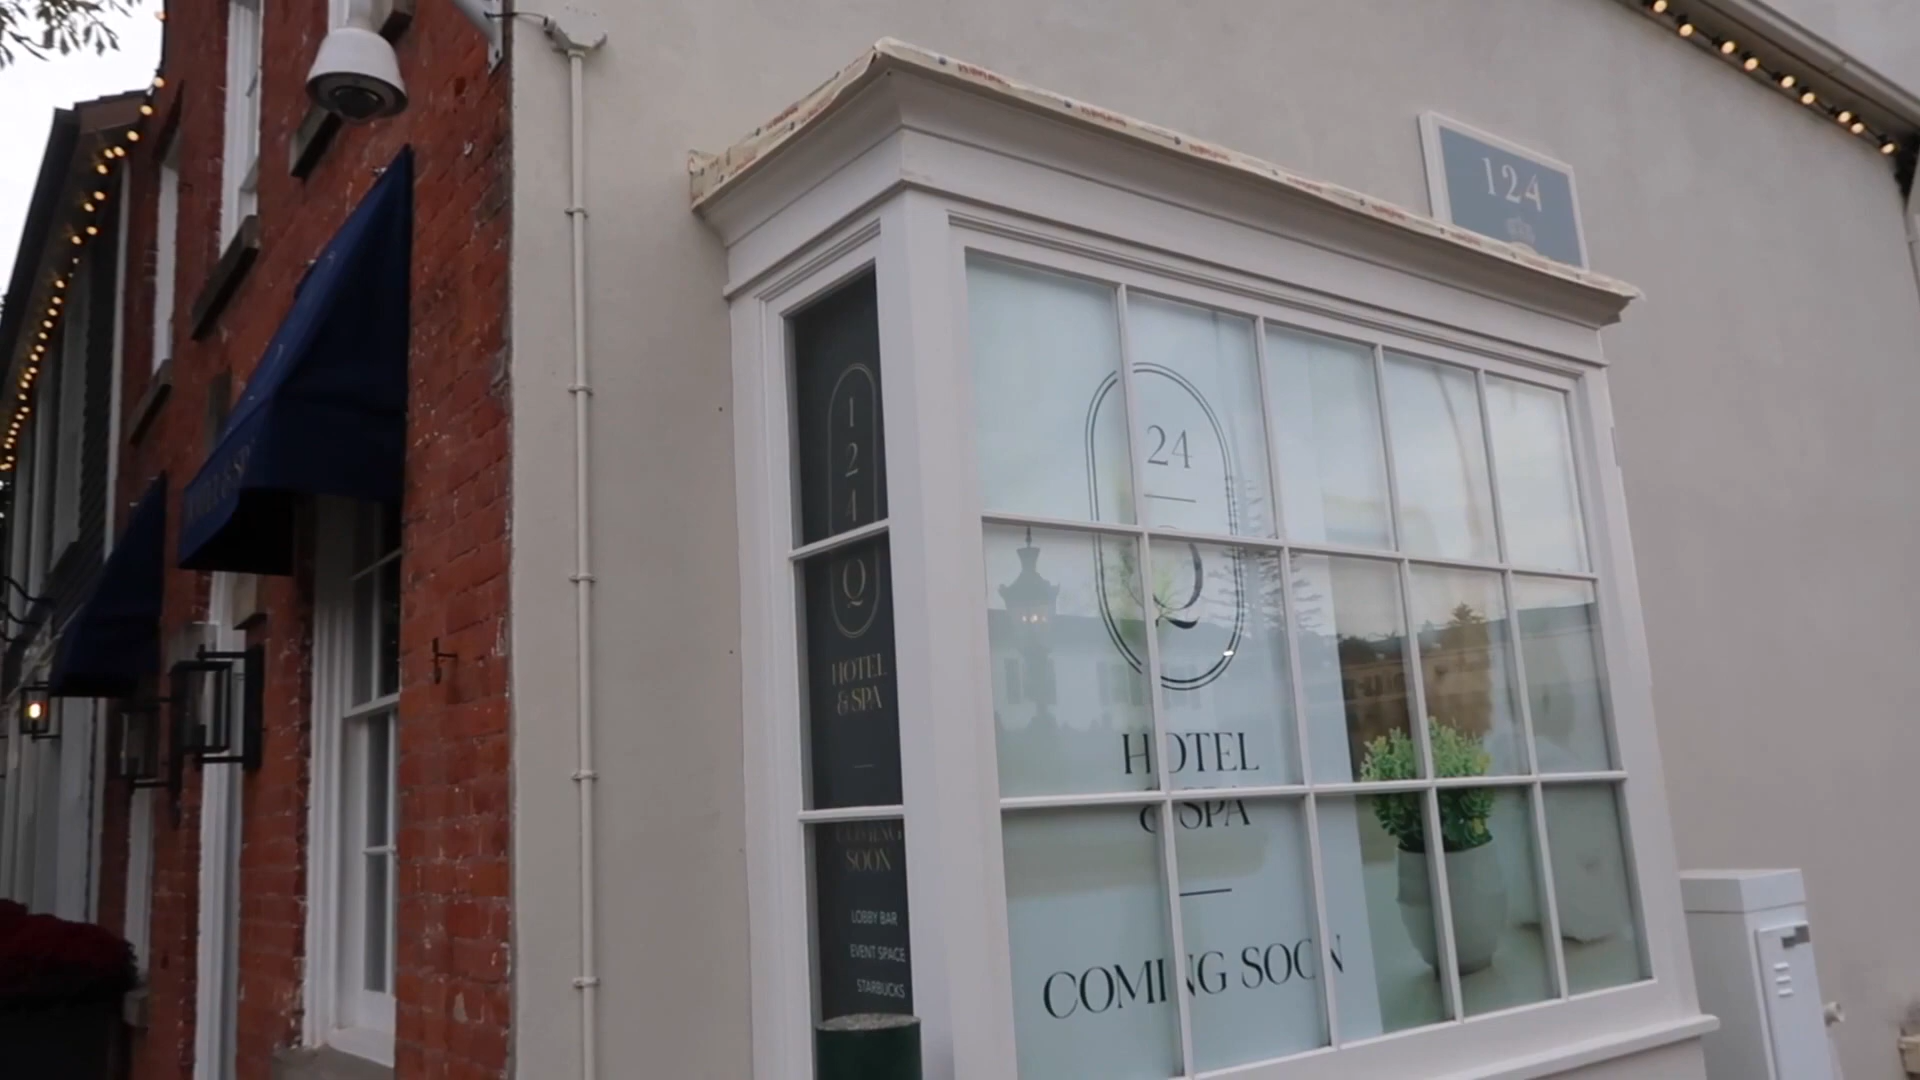 124
1
2
4
Q
HOTEL
& SPA
COMING
SOON
LOBBY BAR
EVENT SPACE
STARBUCKS
24
Q
HOTEL
& SPA
COMING SOON